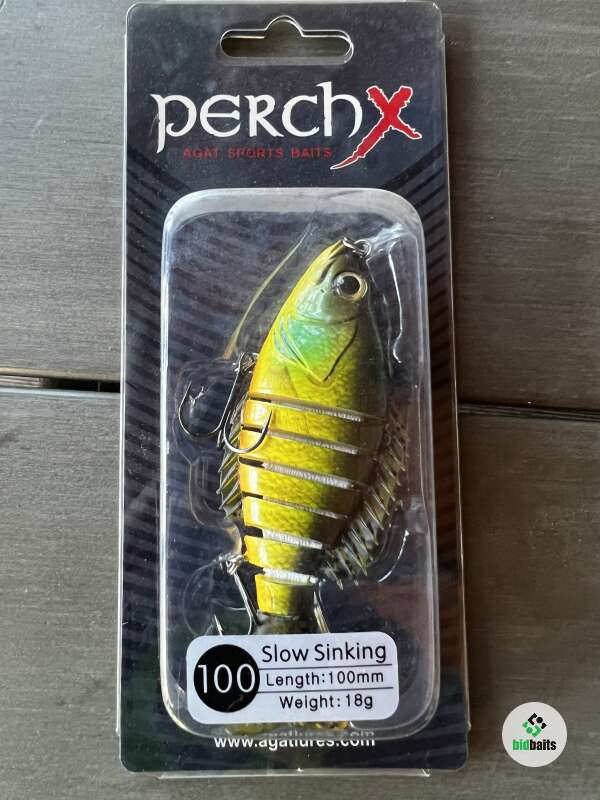 PERCHX
AGAT SPORTS BAITS
100
Slow Sinking
Length:100mm
Weight:18g
www.agatlures.com
bidbaits